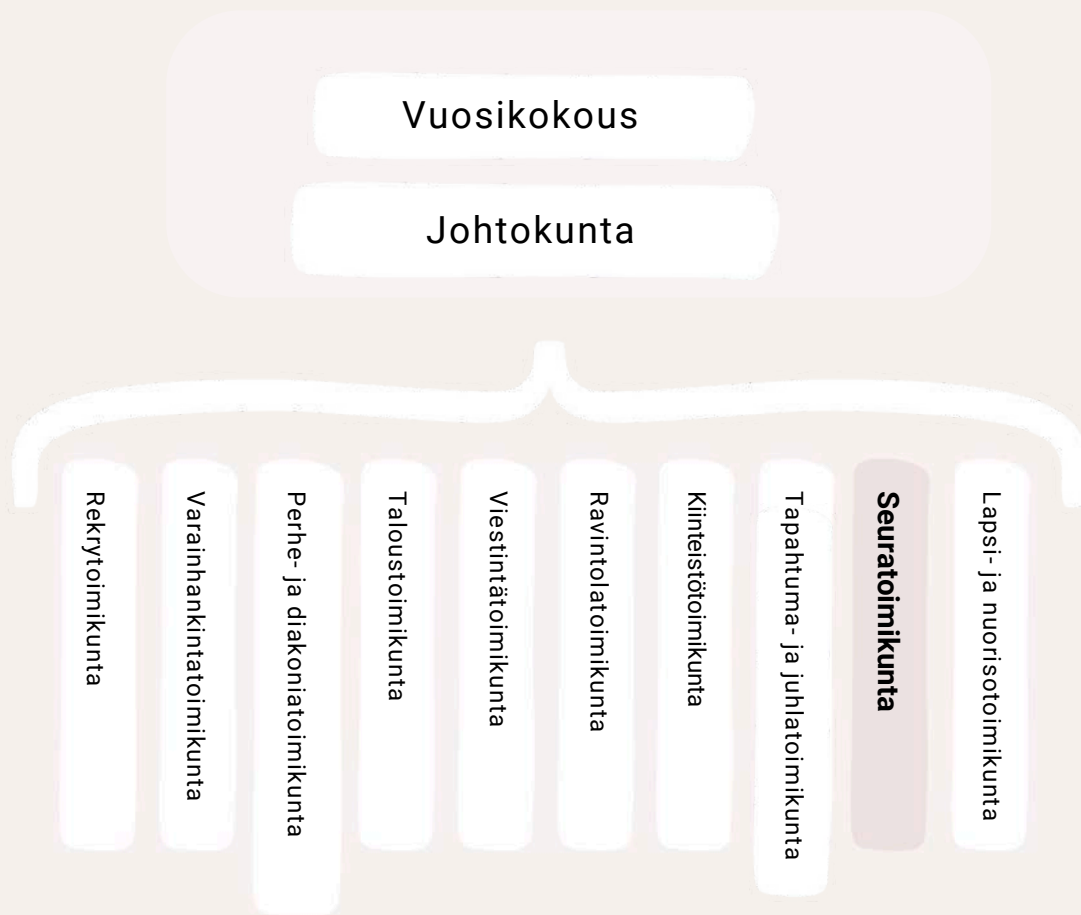 Vuosikokous
Johtokunta
Rekrytoimikunta
Varainhankintatoimikunta
Perhe- ja diakoniatoimikunta
Taloustoimikunta
Viestintätoimikunta
Ravintolatoimikunta
Kiinteistötoimikunta
Tapahtuma- ja juhlatoimikunta
Seuratoimikunta
Lapsi- ja nuorisotoimikunta